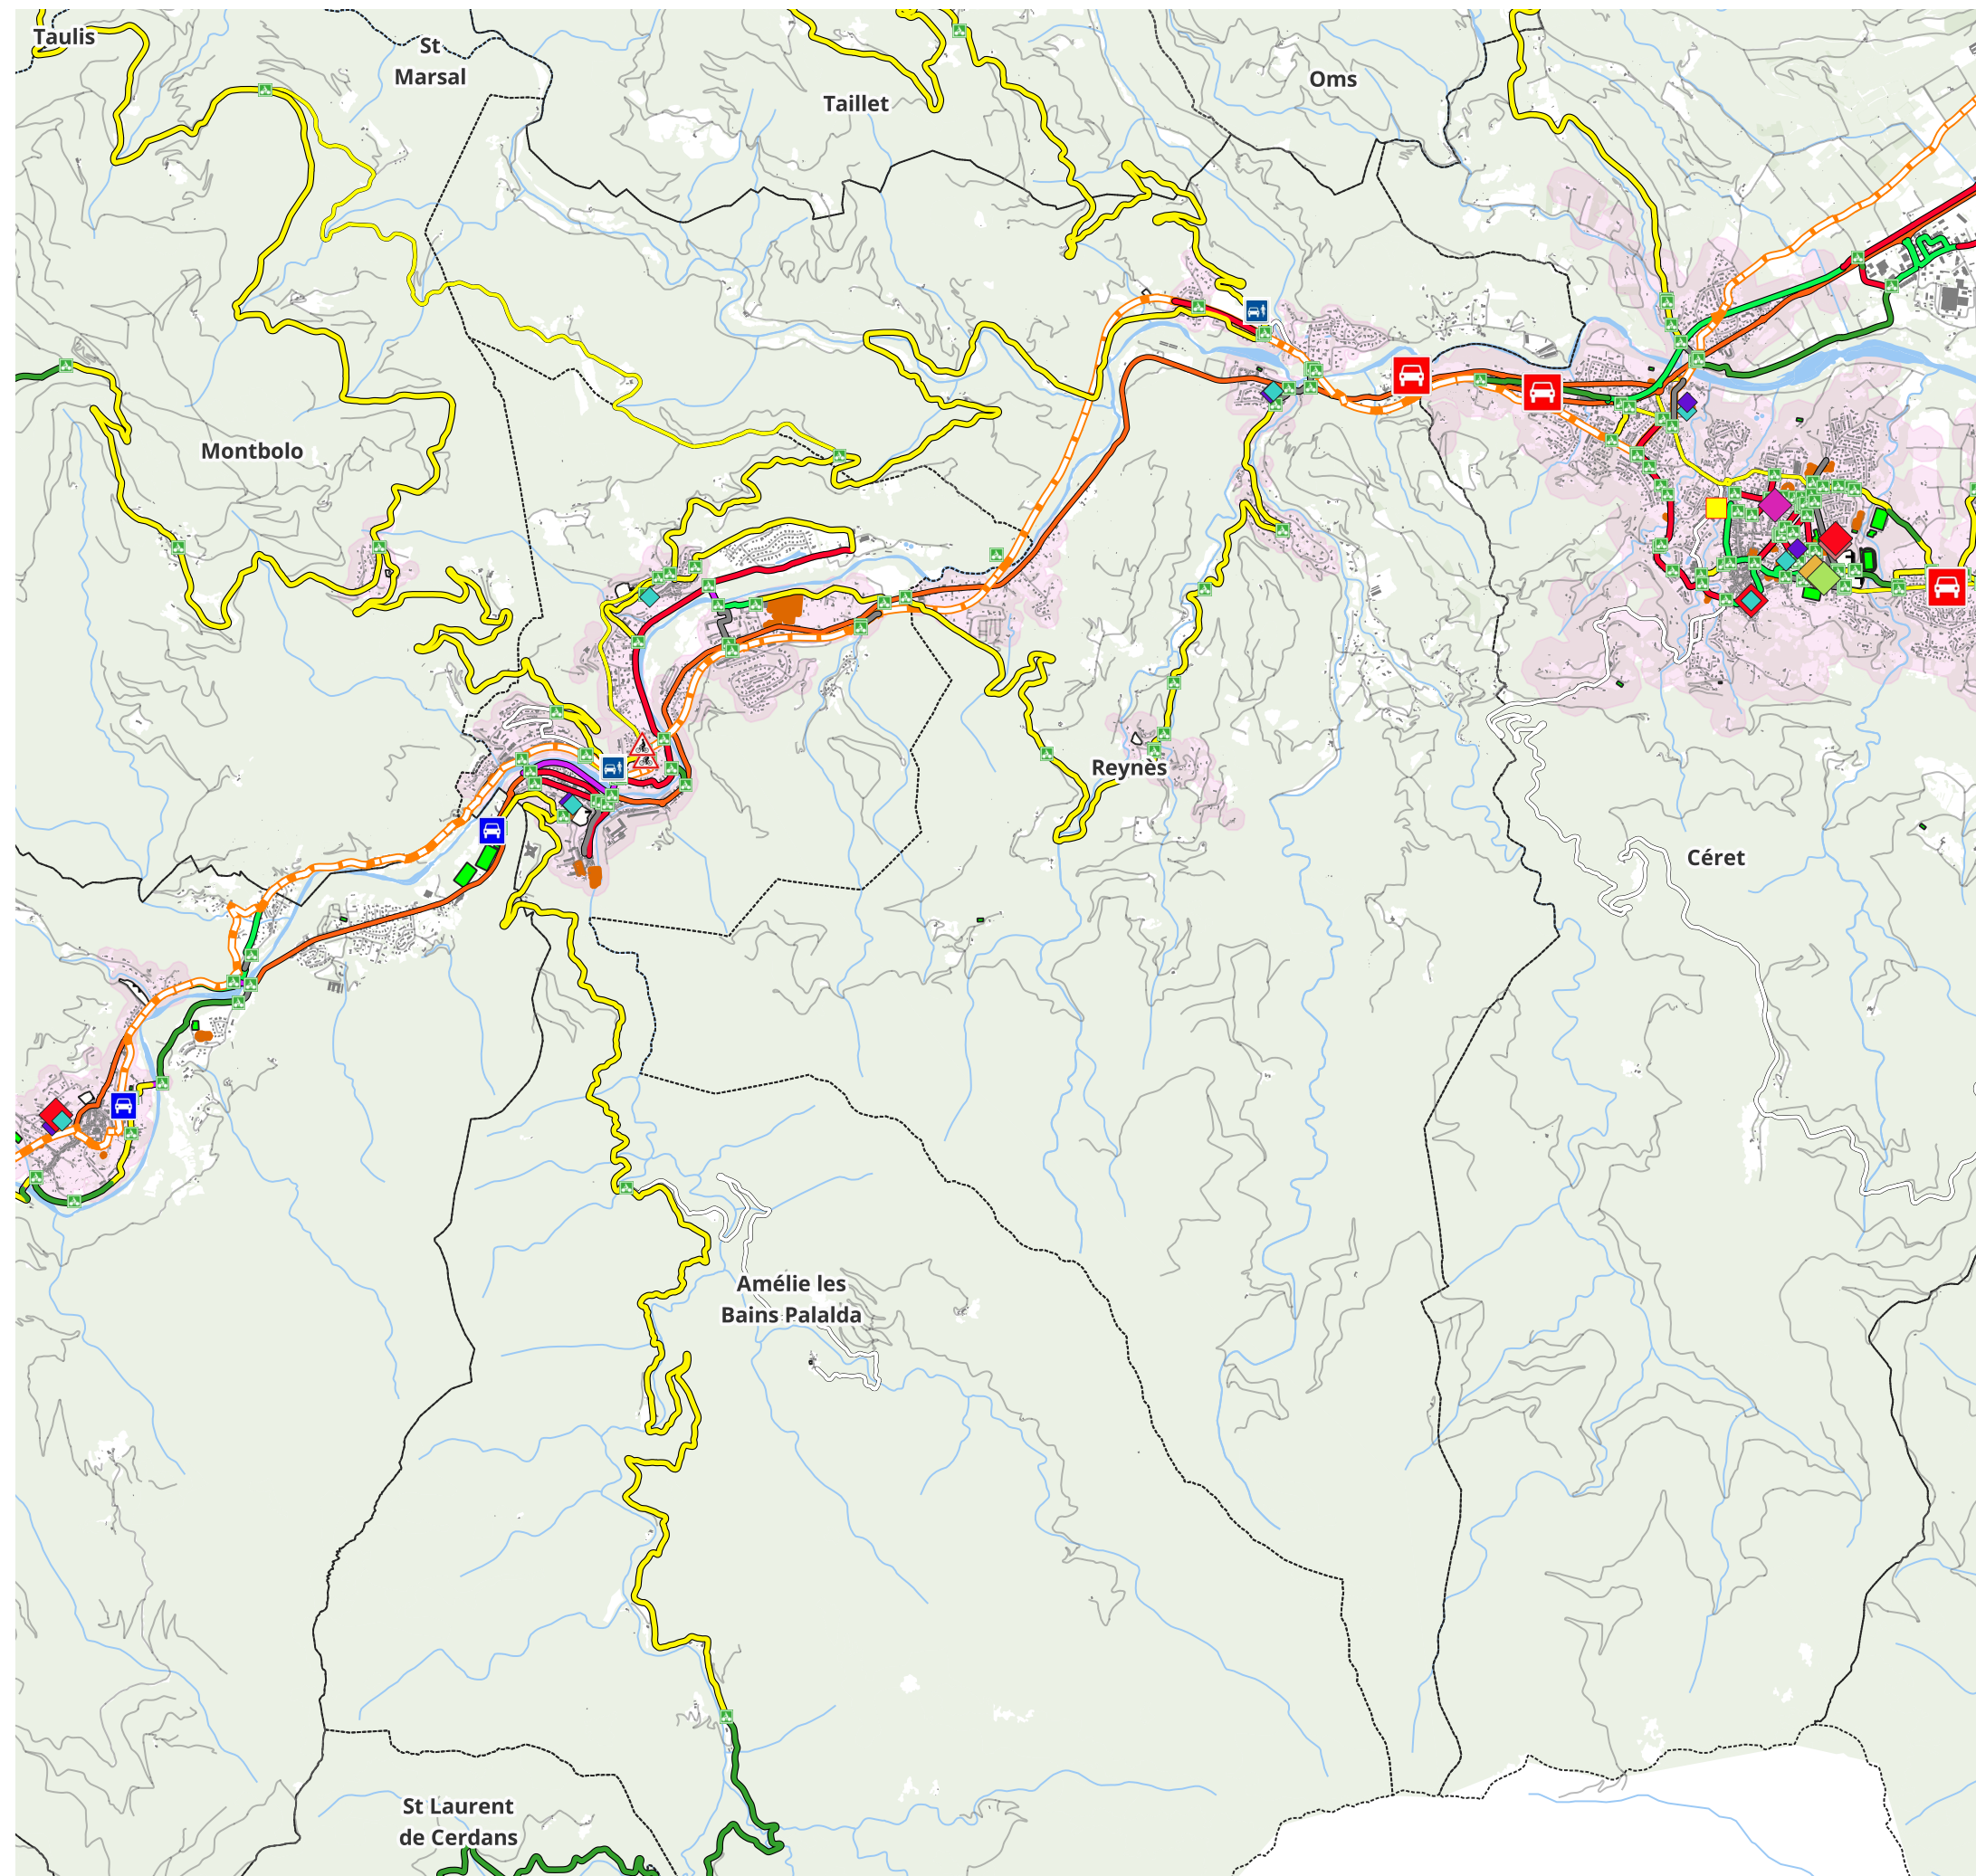 Taulis
St
Marsal
Taillet
Oms
Montbolo
Reynès
Céret
Amélie les
Bains Palalda
St Laurent
de Cerdans